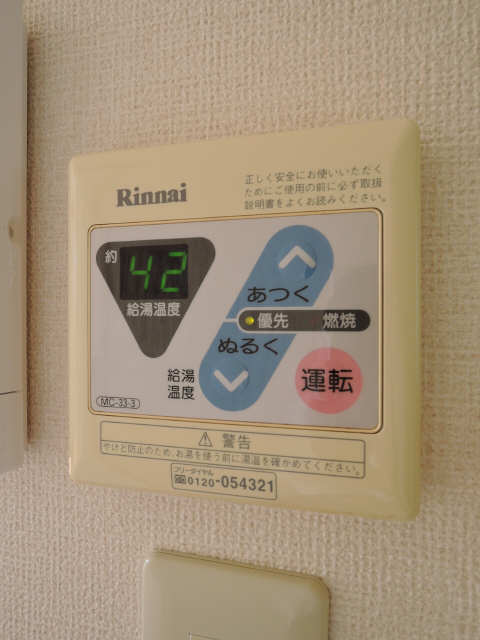 Rinnai
正しく安全にお使いいただく
ためにご使用の前に必ず取扱
説明書をよくお読みください。
約
42
給湯温度
あつく
優先 燃焼
ぬるく
給湯
温度
運転
MC-33-3
⚠ 警告
やけど防止のため、お湯を使う前に湯温を確かめてください。
フリーダイヤル
0120-054321